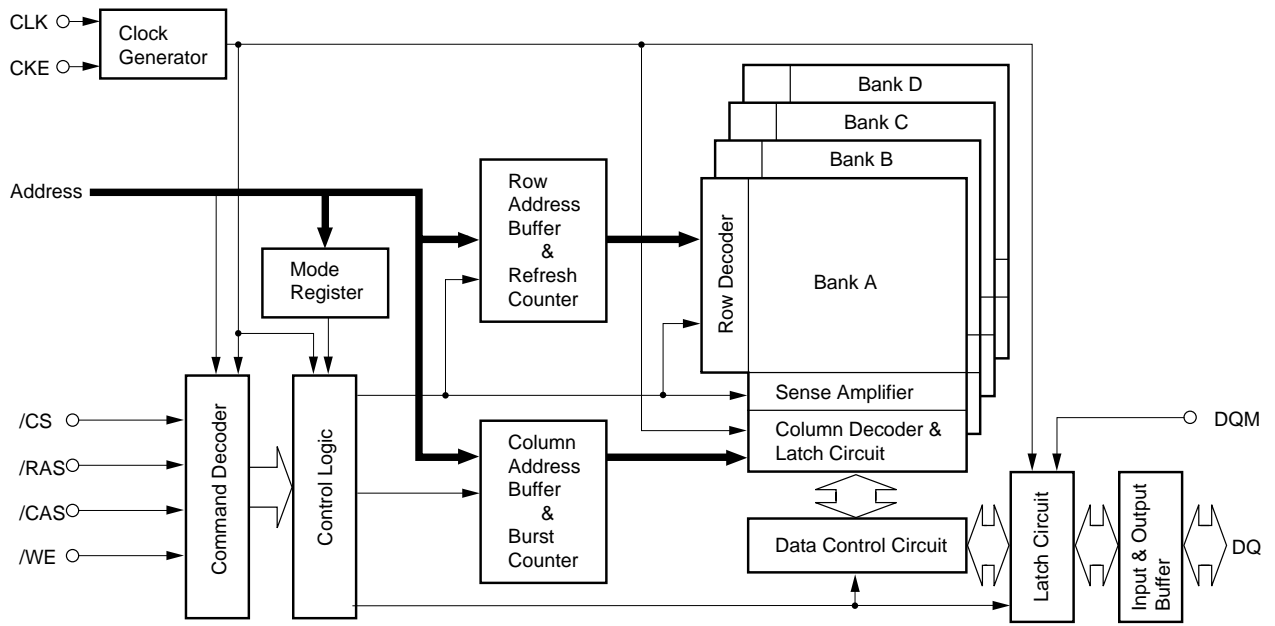 CLK
CKE
Clock
Generator
Bank D
Bank C
Bank B
Address
Row
Address
Buffer
&
Refresh
Counter
Row Decoder
Bank A
Mode
Register
Sense Amplifier
Column Decoder &
Latch Circuit
/CS
/RAS
/CAS
/WE
Command Decoder
Control Logic
Column
Address
Buffer
&
Burst
Counter
Data Control Circuit
DQM
Latch Circuit
Input & Output
Buffer
DQ